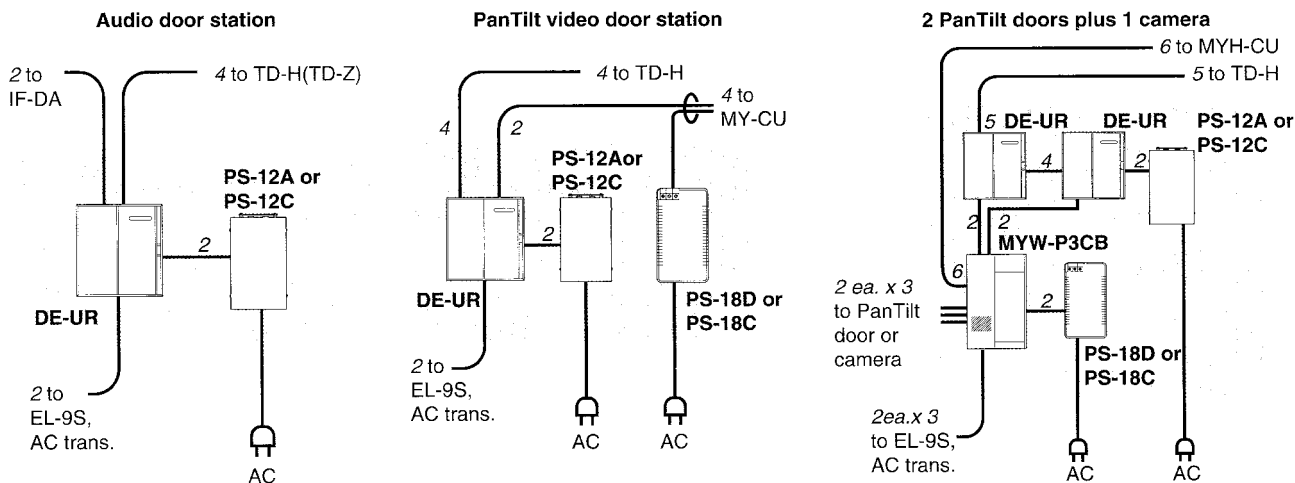 Audio door station
2 to
IF-DA
4 to TD-H(TD-Z)
PS-12A or
PS-12C
2
DE-UR
2 to
EL-9S,
AC trans.
AC
PanTilt video door station
4 to TD-H
4 to
MY-CU
4
2
PS-12Aor
PS-12C
2
DE-UR
PS-18D or
PS-18C
2 to
EL-9S,
AC trans.
AC
AC
2 PanTilt doors plus 1 camera
6 to MYH-CU
5 to TD-H
5
DE-UR
DE-UR
PS-12A or
PS-12C
4
2
2
2
MYW-P3CB
6
2 ea. x 3
to PanTilt
door or
camera
2
PS-18D or
PS-18C
2ea.x 3
to EL-9S,
AC trans.
AC
AC